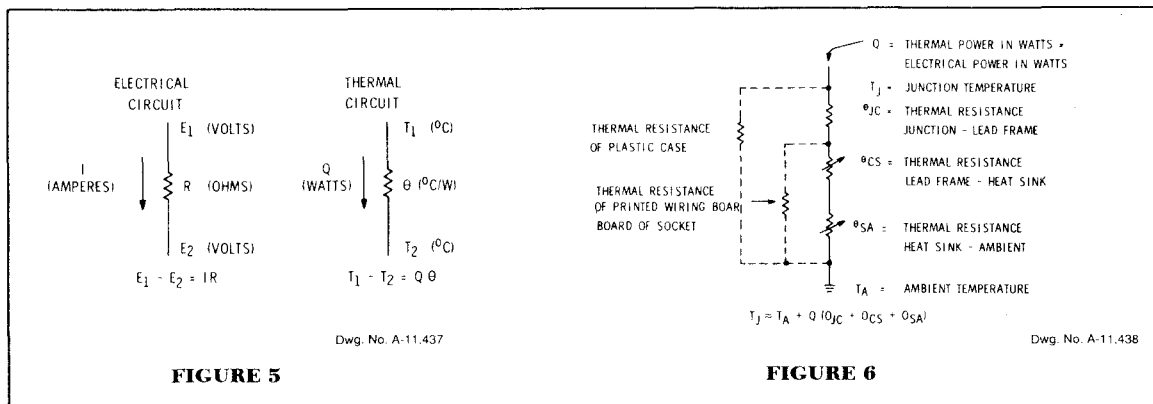 ELECTRICAL
CIRCUIT
E1 (VOLTS)
I
(AMPERES)
R (OHMS)
E2 (VOLTS)
E1 - E2 = IR
THERMAL
CIRCUIT
T1 (°C)
Q
(WATTS)
θ (°C/W)
T2 (°C)
T1 - T2 = Q θ
Dwg. No. A-11,437
FIGURE 5
Q = THERMAL POWER IN WATTS =
ELECTRICAL POWER IN WATTS
TJ = JUNCTION TEMPERATURE
θJC = THERMAL RESISTANCE
JUNCTION - LEAD FRAME
THERMAL RESISTANCE
OF PLASTIC CASE
θCS = THERMAL RESISTANCE
LEAD FRAME - HEAT SINK
THERMAL RESISTANCE
OF PRINTED WIRING BOAR
BOARD OF SOCKET
θSA = THERMAL RESISTANCE
HEAT SINK - AMBIENT
TA = AMBIENT TEMPERATURE
TJ ≈ TA + Q (OJC + OCS + OSA)
Dwg. No. A-11,438
FIGURE 6